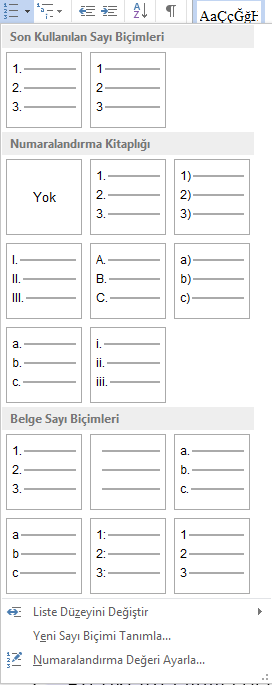 AaÇçĞğH
Son Kullanılan Sayı Biçimleri
1. 1
2. 2
3. 3
Numaralandırma Kitaplığı
Yok 1. 1)
2. 2)
3. 3)
I. A. a)
II. B. b)
III. C. c)
a. i.
b. ii.
c. iii.
Belge Sayı Biçimleri
1. a.
2. b.
3. c.
a 1: 1
b 2: 2
c 3: 3
Liste Düzeyini Değiştir
Yeni Sayı Biçimi Tanımla...
Numaralandırma Değeri Ayarla...